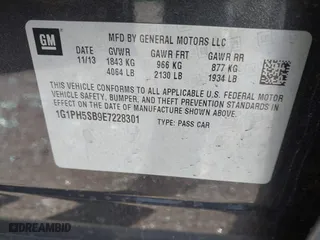 GM
MFD BY GENERAL MOTORS LLC
DATE GVWR GAWR FRT GAWR RR
11/13 1843 KG 966 KG 877 KG
4064 LB 2130 LB 1934 LB
THIS VEHICLE CONFORMS TO ALL APPLICABLE U.S. FEDERAL MOTOR
VEHICLE SAFETY, BUMPER, AND THEFT PREVENTION STANDARDS IN
EFFECT ON THE DATE OF MANUFACTURE SHOWN ABOVE.
1G1PH5SB9E7228301
TYPE: PASS CAR
DREAMBID